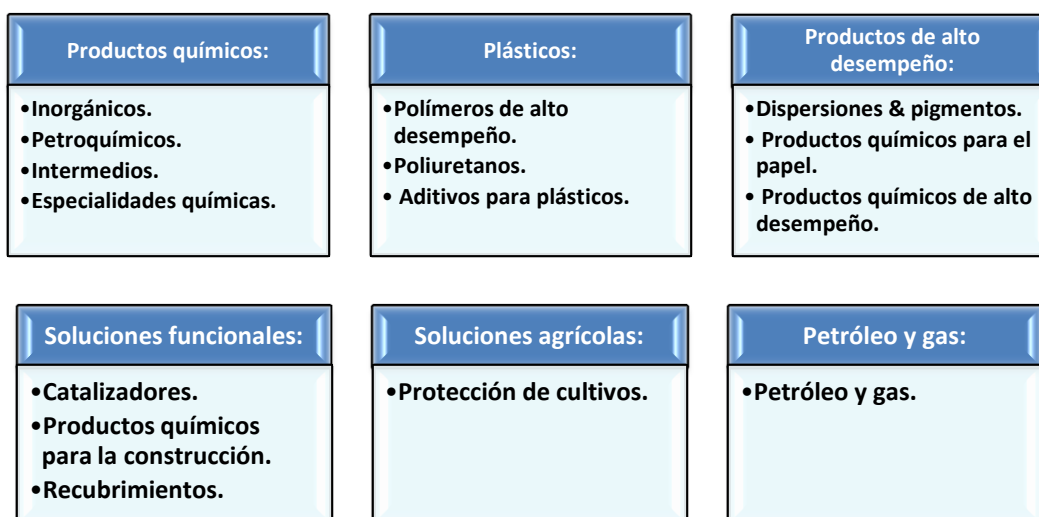 Productos químicos:
•Inorgánicos.
•Petroquímicos.
•Intermedios.
•Especialidades químicas.
Plásticos:
•Polímeros de alto
desempeño.
•Poliuretanos.
• Aditivos para plásticos.
Productos de alto
desempeño:
•Dispersiones & pigmentos.
• Productos químicos para el
papel.
• Productos químicos de alto
desempeño.
Soluciones funcionales:
•Catalizadores.
•Productos químicos
para la construcción.
•Recubrimientos.
Soluciones agrícolas:
•Protección de cultivos.
Petróleo y gas:
•Petróleo y gas.